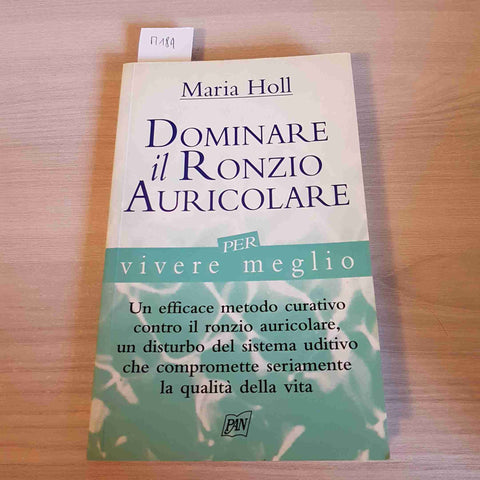 П184
Maria Holl
DOMINARE
il RONZIO
AURICOLARE
PER
vivere meglio
Un efficace metodo curativo
contro il ronzio auricolare,
un disturbo del sistema uditivo
che compromette seriamente
la qualità della vita
PAN